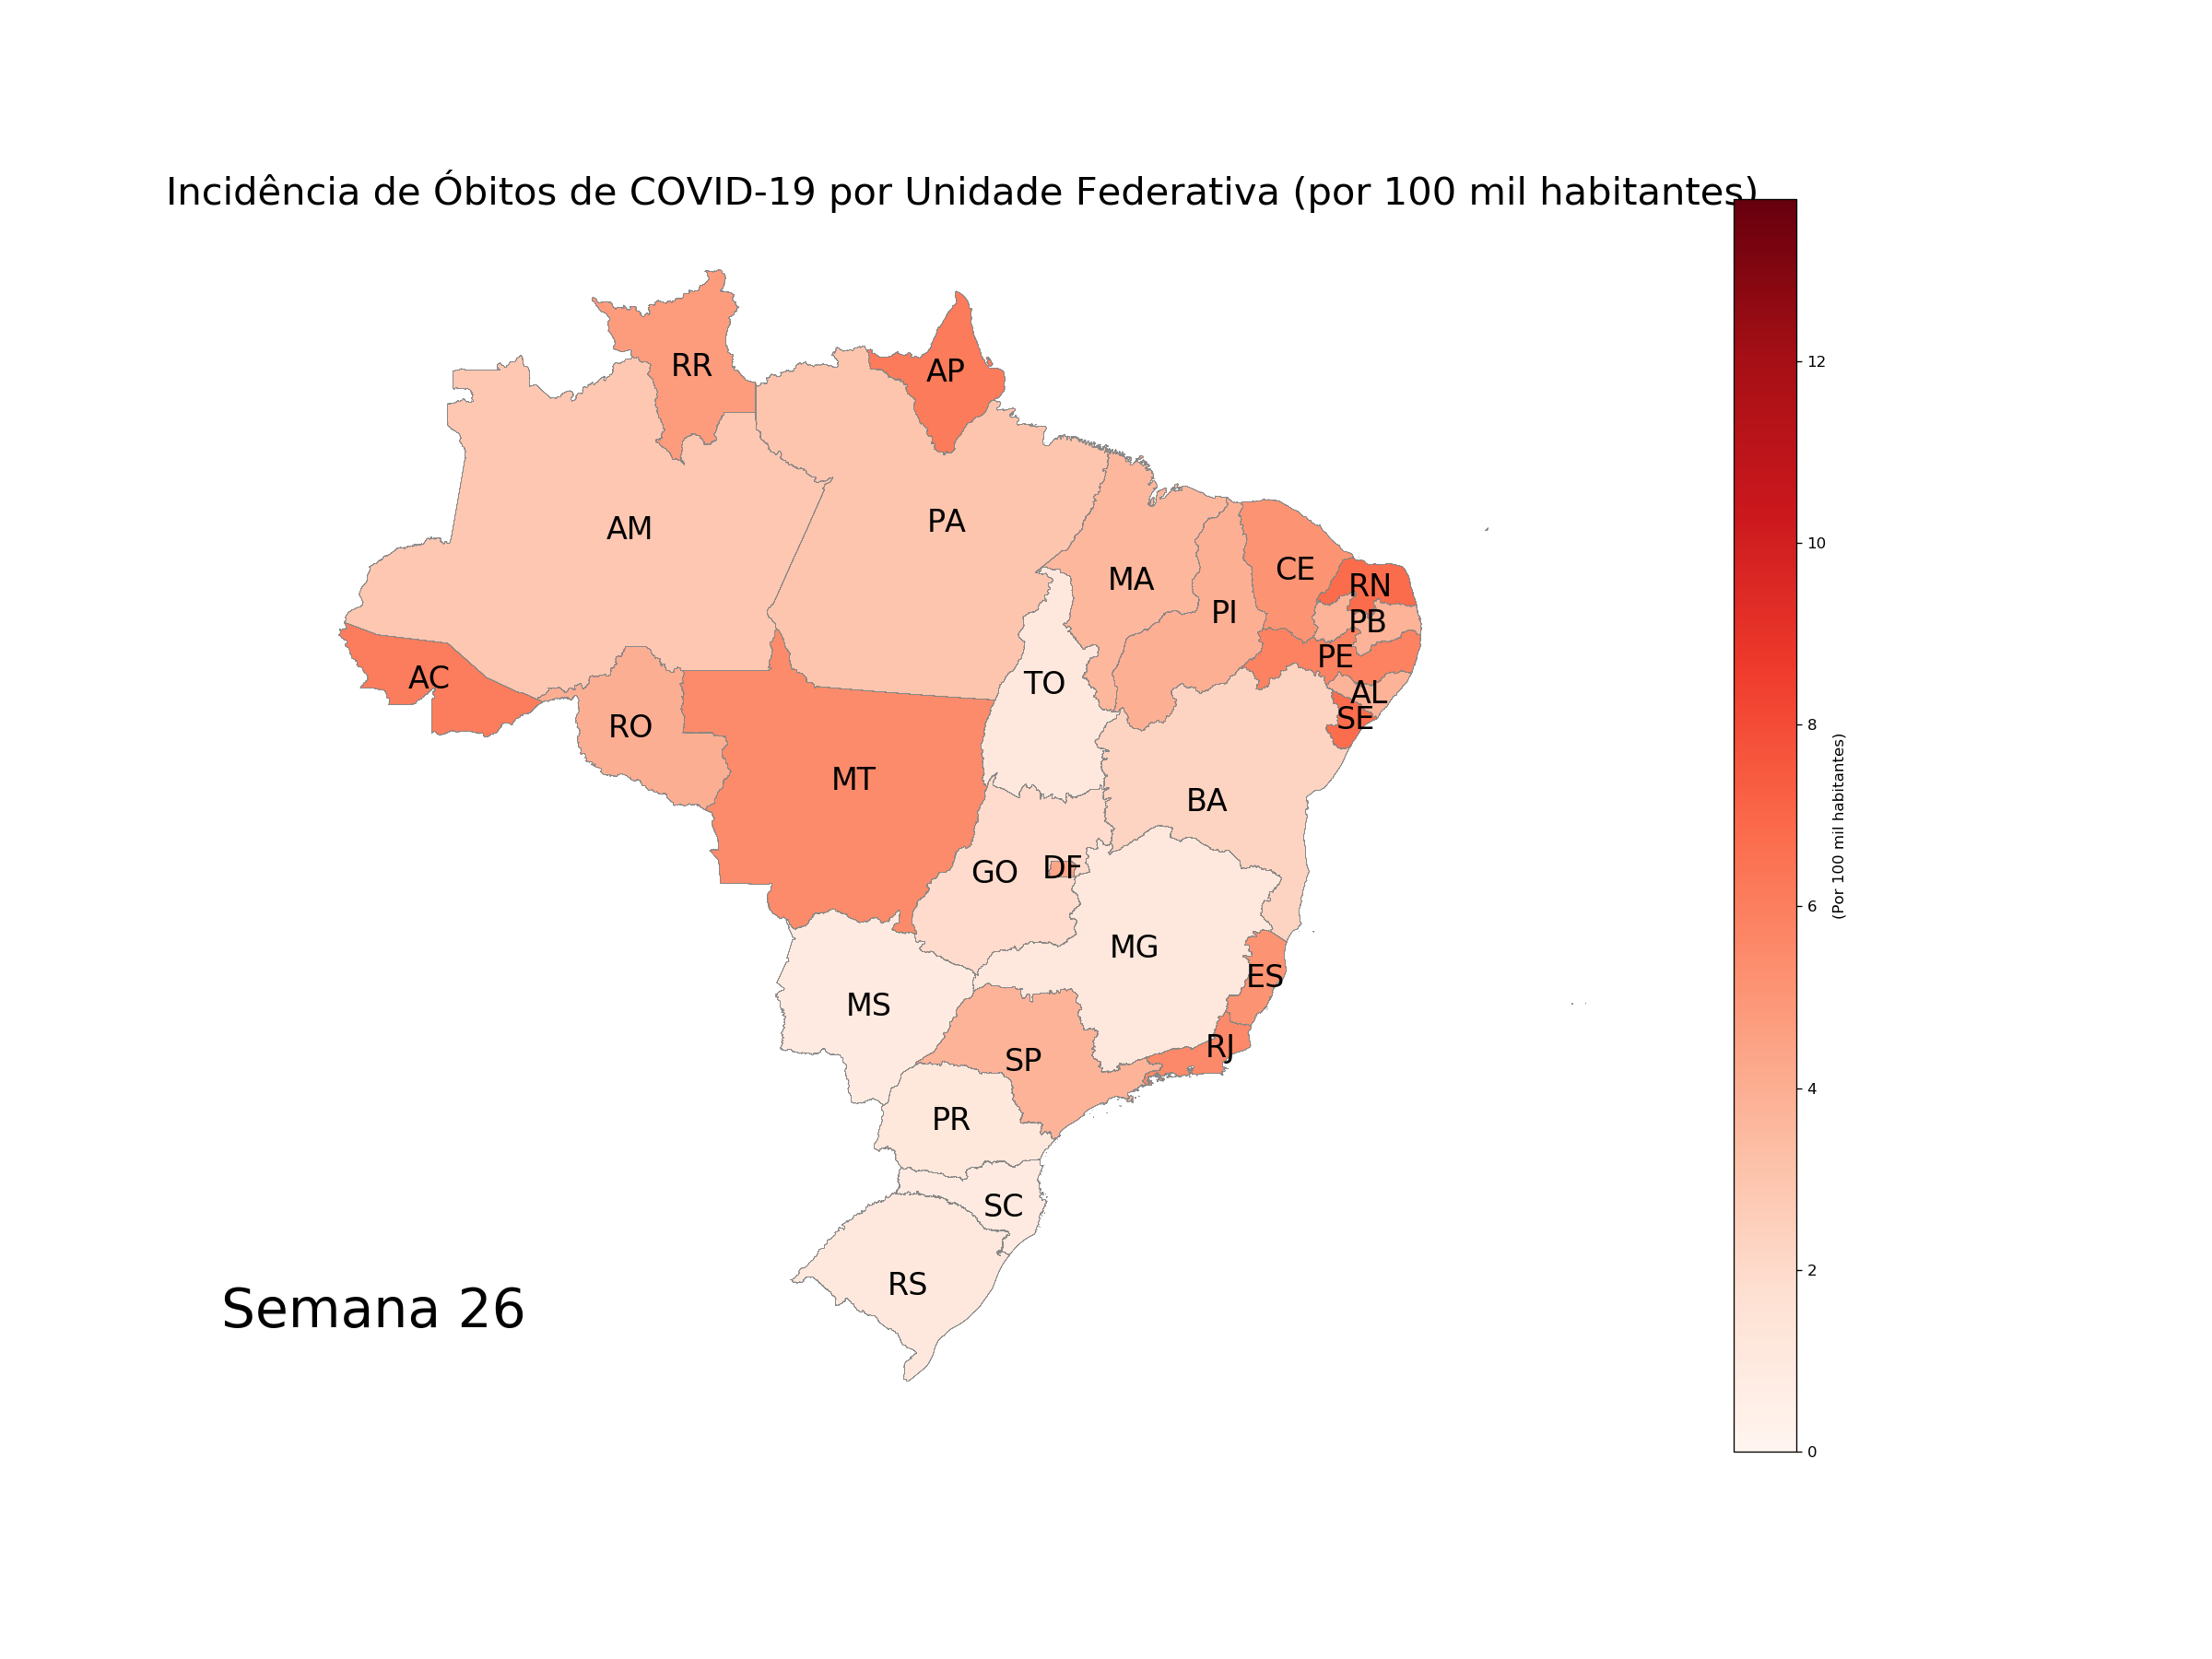 Incidência de Óbitos de COVID-19 por Unidade Federativa (por 100 mil habitantes)
RR
AP
AM
PA
MA
CE
RN
PI
PB
PE
AC
TO
AL
SE
RO
MT
BA
GO
DF
MG
ES
MS
RJ
SP
PR
SC
RS
Semana 26
12
10
8
6
4
2
0
(Por 100 mil habitantes)